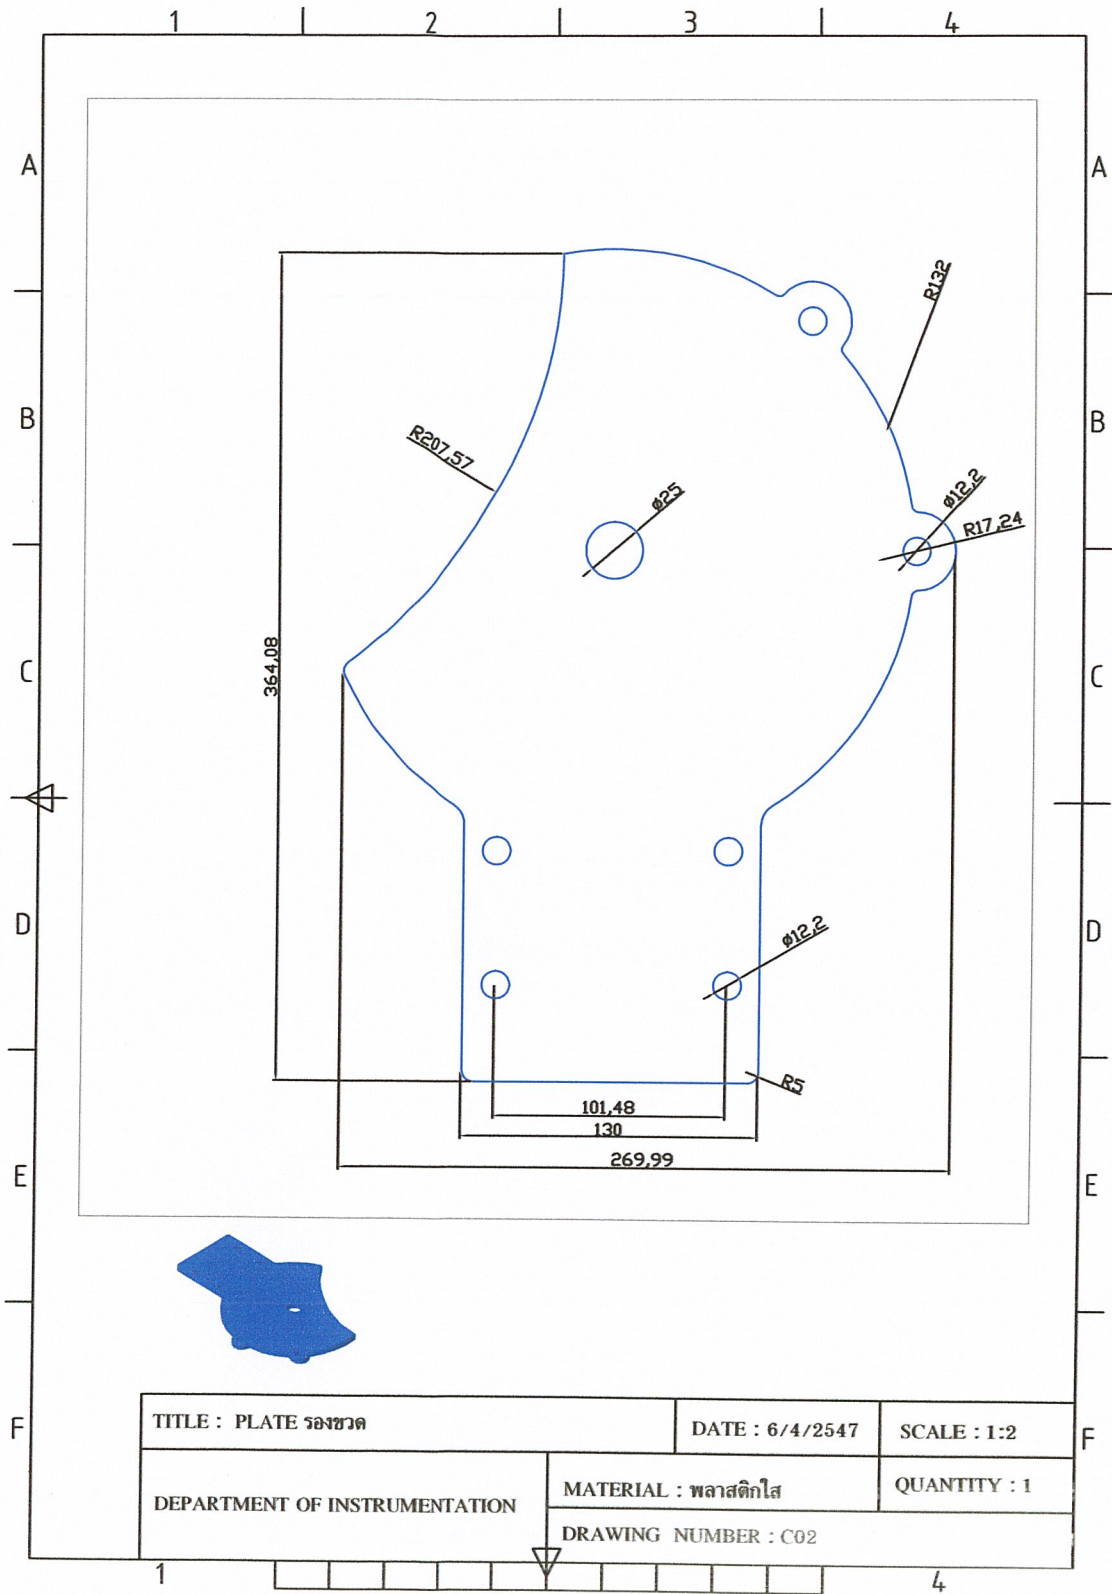 1 2 3 4
A A
B B
C C
D D
E E
F F
R132
R207,57
ø25
ø12,2
R17,24
364,08
ø12,2
R5
101,48
130
269,99
TITLE : PLATE รองขวด
DATE : 6/4/2547
SCALE : 1:2
DEPARTMENT OF INSTRUMENTATION
MATERIAL : พลาสติกใส
QUANTITY : 1
DRAWING NUMBER : C02
1 4